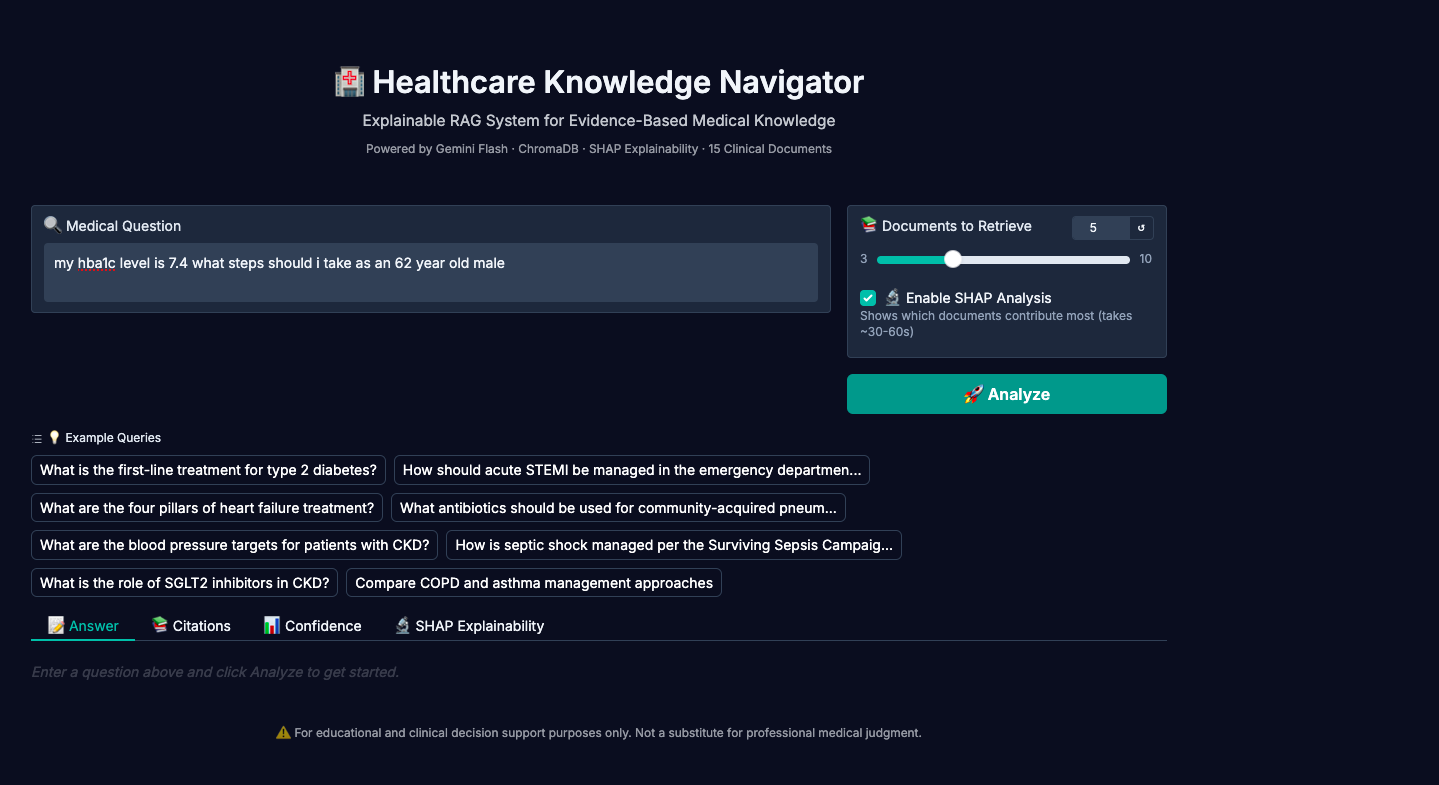 🏥 Healthcare Knowledge Navigator
Explainable RAG System for Evidence-Based Medical Knowledge
Powered by Gemini Flash · ChromaDB · SHAP Explainability · 15 Clinical Documents
🔍 Medical Question
my hba1c level is 7.4 what steps should i take as an 62 year old male
📚 Documents to Retrieve
5
↺
3
10
🔬 Enable SHAP Analysis
Shows which documents contribute most (takes
~30-60s)
🚀 Analyze
💡 Example Queries
What is the first-line treatment for type 2 diabetes?
How should acute STEMI be managed in the emergency departmen...
What are the four pillars of heart failure treatment?
What antibiotics should be used for community-acquired pneum...
What are the blood pressure targets for patients with CKD?
How is septic shock managed per the Surviving Sepsis Campaig...
What is the role of SGLT2 inhibitors in CKD?
Compare COPD and asthma management approaches
📝 Answer
📚 Citations
📊 Confidence
🔬 SHAP Explainability
Enter a question above and click Analyze to get started.
⚠️ For educational and clinical decision support purposes only. Not a substitute for professional medical judgment.